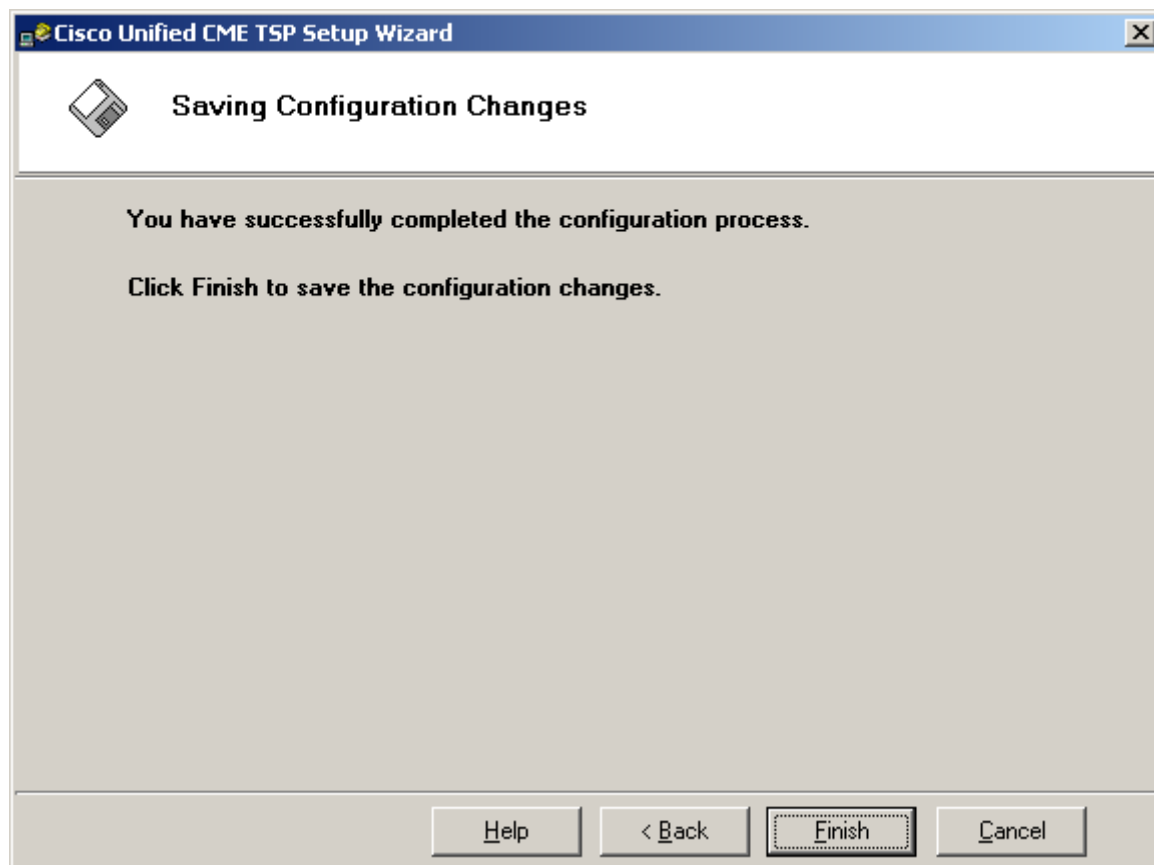 Cisco Unified CME TSP Setup Wizard
Saving Configuration Changes
You have successfully completed the configuration process.
Click Finish to save the configuration changes.
Help
< Back
Finish
Cancel